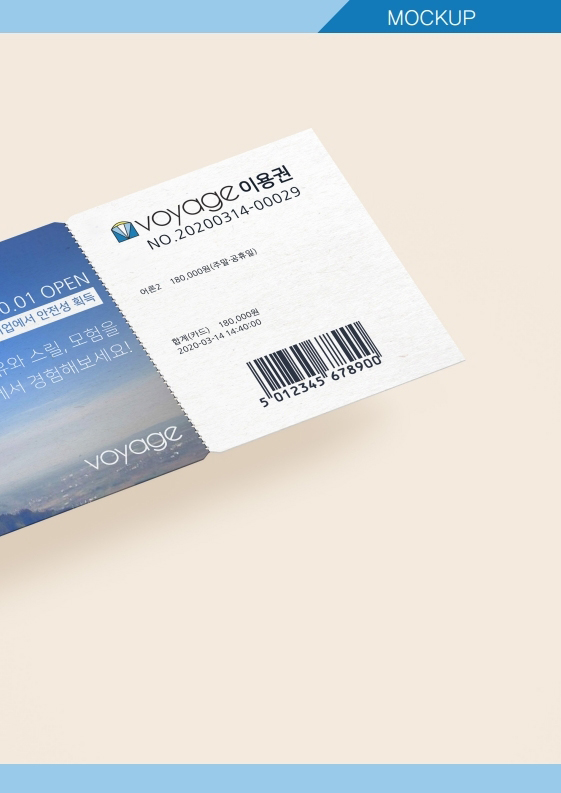 MOCKUP
voyage 이용권
NO.20200314-00029
어른2 180,000원(주말·공휴일)
합계(카드) 180,000원
2020-03-14 14:40:00
5 012345 678900
0.01 OPEN
업에서 안전성 획득
유와 스릴, 모험을
에서 경험해보세요!
voyage